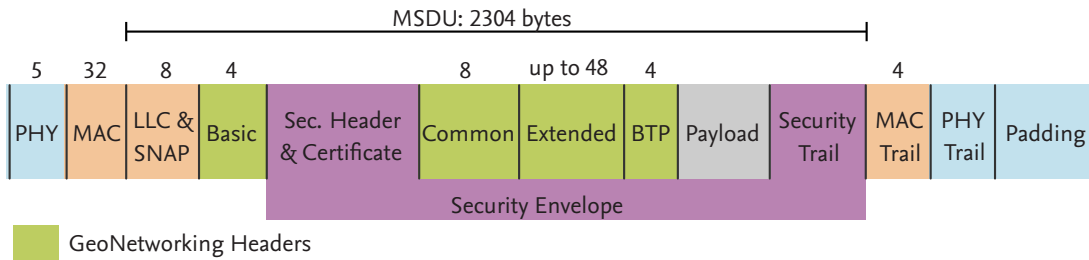 MSDU: 2304 bytes
5 32 8 4 8 up to 48 4 4
PHY MAC LLC & SNAP Basic Sec. Header & Certificate Common Extended BTP Payload Security Trail MAC Trail PHY Trail Padding
Security Envelope
GeoNetworking Headers